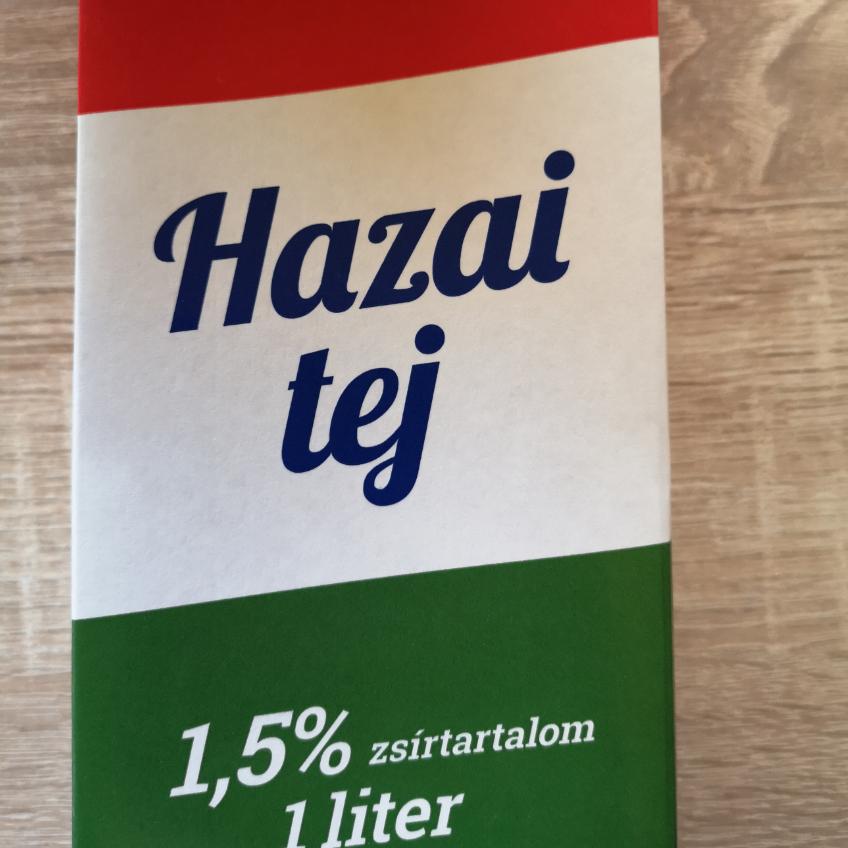 Hazai
tej
1,5% zsírtartalom
1 liter